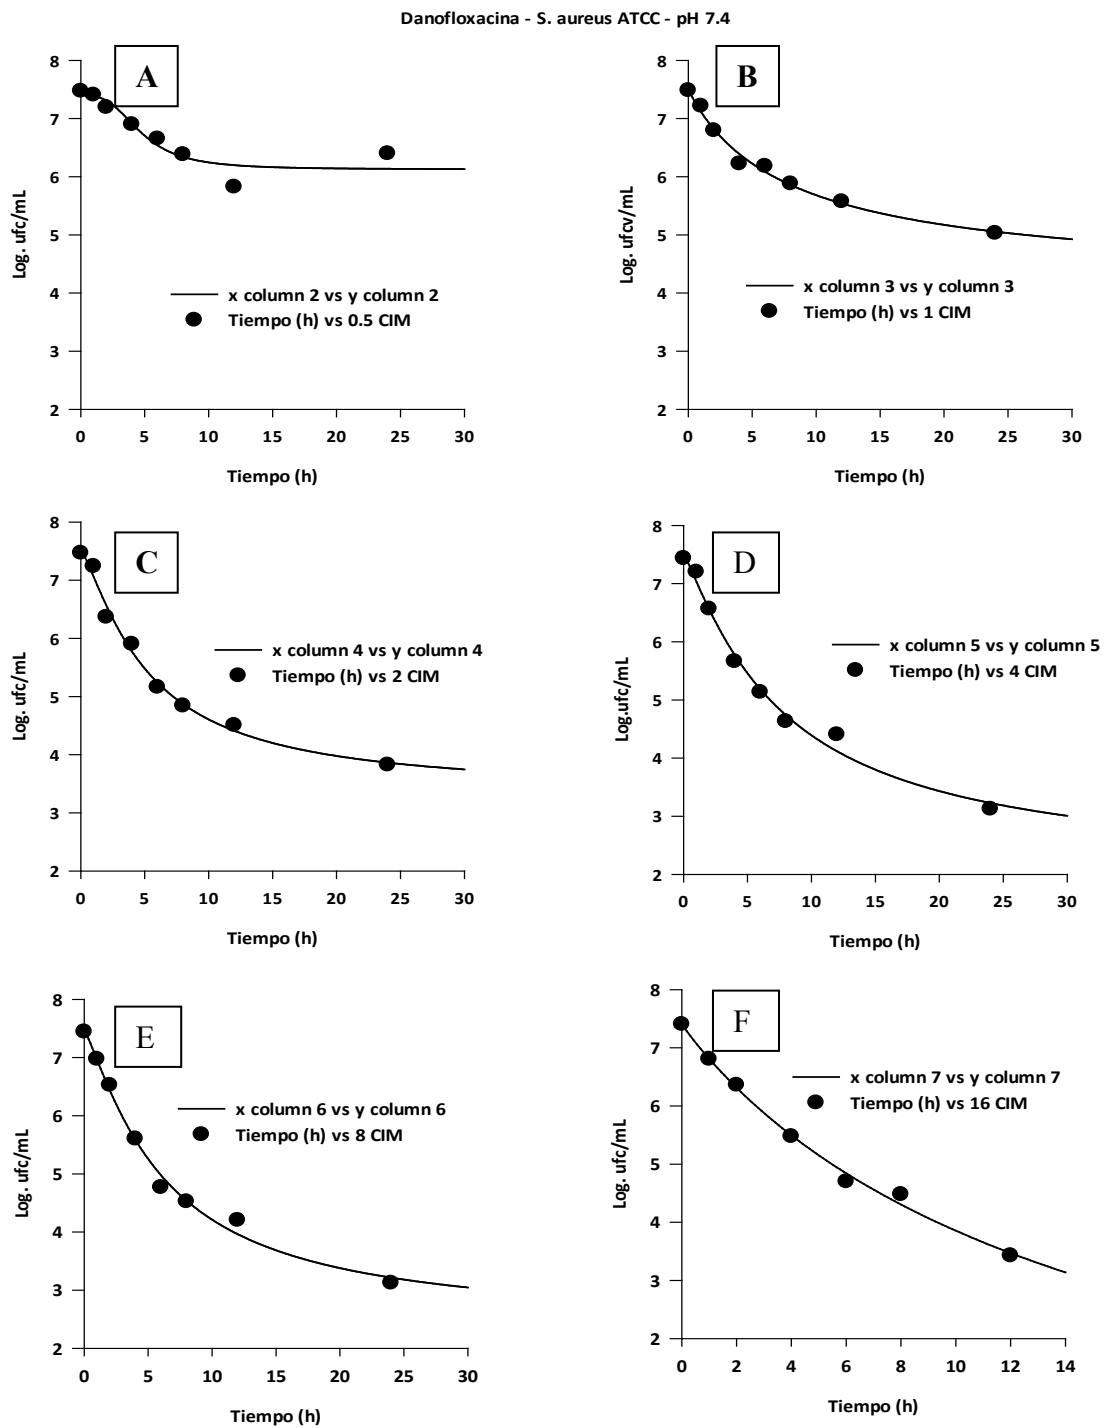 Danofloxacina - S. aureus ATCC - pH 7.4
A
8
7
6
5
4
3
2
Log. ufc/mL
x column 2 vs y column 2
Tiempo (h) vs 0.5 CIM
0 5 10 15 20 25 30
Tiempo (h)
B
8
7
6
5
4
3
2
Log. ufcv/mL
x column 3 vs y column 3
Tiempo (h) vs 1 CIM
0 5 10 15 20 25 30
Tiempo (h)
C
8
7
6
5
4
3
2
Log. ufc/mL
x column 4 vs y column 4
Tiempo (h) vs 2 CIM
0 5 10 15 20 25 30
Tiempo (h)
D
8
7
6
5
4
3
2
Log.ufc/mL
x column 5 vs y column 5
Tiempo (h) vs 4 CIM
0 5 10 15 20 25 30
Tiempo (h)
E
8
7
6
5
4
3
2
Log. ufc/mL
x column 6 vs y column 6
Tiempo (h) vs 8 CIM
0 5 10 15 20 25 30
Tiempo (h)
F
8
7
6
5
4
3
2
Log. ufc/mL
x column 7 vs y column 7
Tiempo (h) vs 16 CIM
0 2 4 6 8 10 12 14
Tiempo (h)